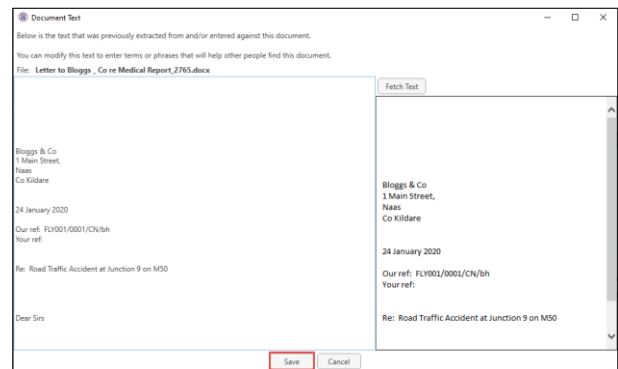 Document Text
Below is the text that was previously extracted from and/or entered against this document.
You can modify this text to enter terms or phrases that will help other people find this document.
File: Letter to Bloggs _ Co re Medical Report_2765.docx
Bloggs & Co
1 Main Street,
Naas
Co Kildare
24 January 2020
Our ref: FLY001/0001/CN/bh
Your ref:
Re: Road Traffic Accident at Junction 9 on M50
Dear Sirs
Fetch Text
Bloggs & Co
1 Main Street,
Naas
Co Kildare
24 January 2020
Our ref: FLY001/0001/CN/bh
Your ref:
Re: Road Traffic Accident at Junction 9 on M50
Save Cancel